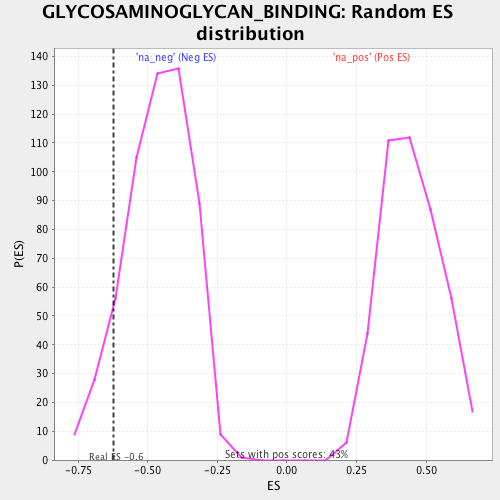 GLYCOSAMINOGLYCAN_BINDING: Random ES
distribution
'na_neg' (Neg ES)
'na_pos' (Pos ES)
140
130
120
110
100
90
80
70
60
50
40
30
20
10
0
P(ES)
Real ES -0.6
Sets with pos scores: 43%
-0.75
-0.50
-0.25
0.00
0.25
0.50
ES